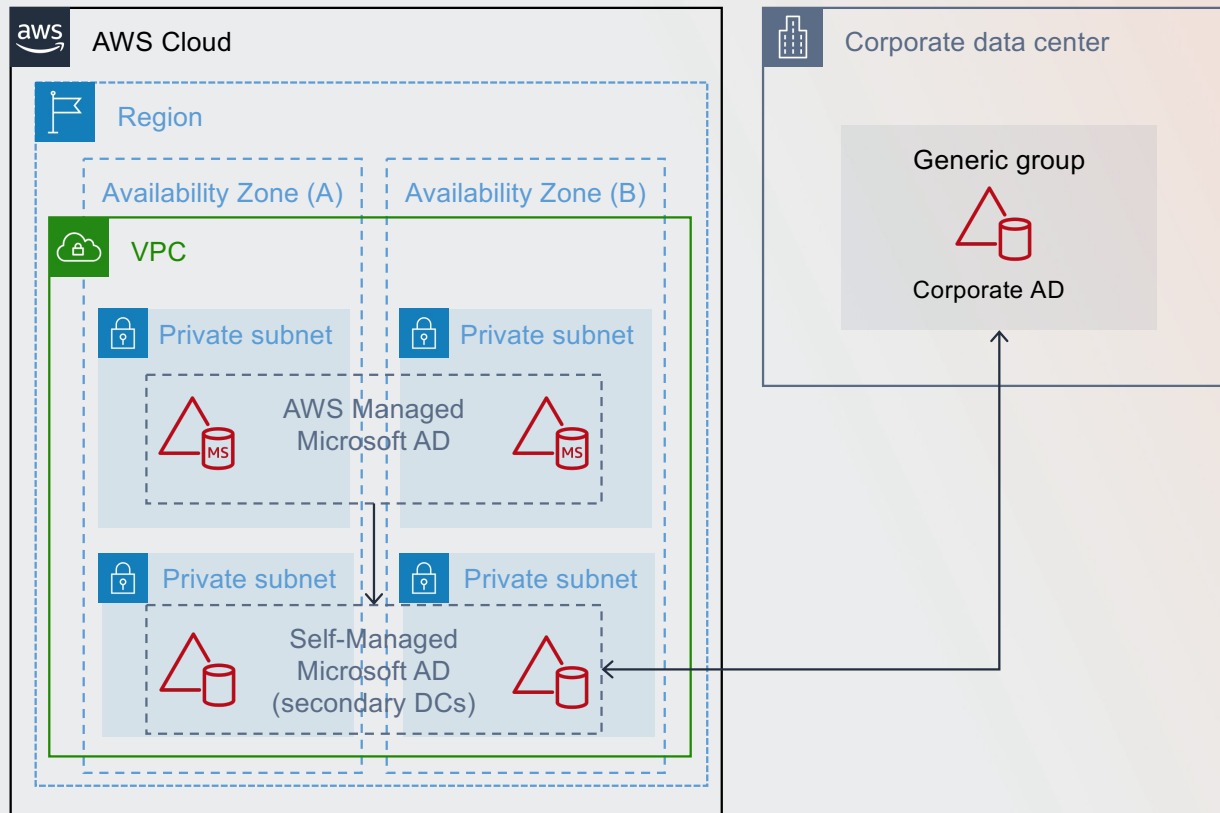 aws
AWS Cloud
Corporate data center
Region
Generic group
Availability Zone (A)
Availability Zone (B)
VPC
Corporate AD
Private subnet
Private subnet
AWS Managed
Microsoft AD
MS
MS
Private subnet
Private subnet
Self-Managed
Microsoft AD
(secondary DCs)